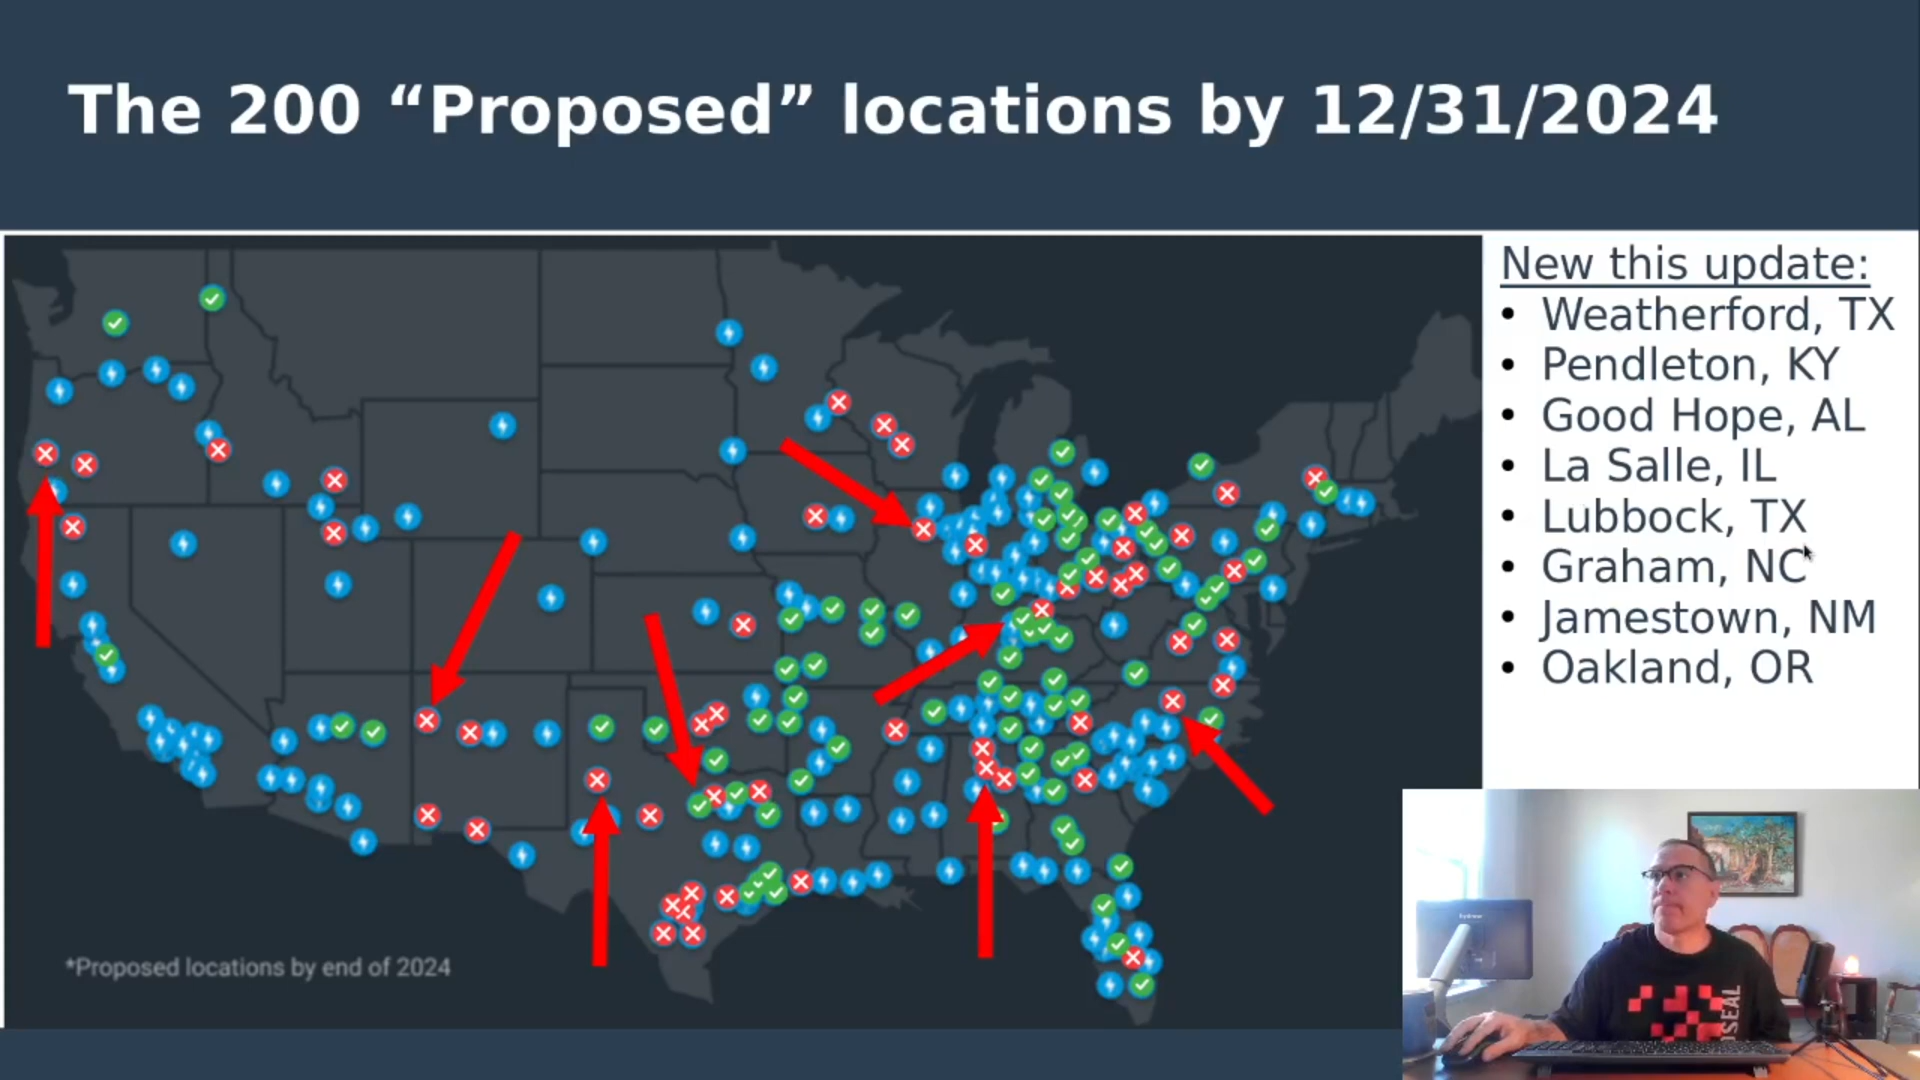 The 200 “Proposed” locations by 12/31/2024
New this update:
• Weatherford, TX
• Pendleton, KY
• Good Hope, AL
• La Salle, IL
• Lubbock, TX
• Graham, NC
• Jamestown, NM
• Oakland, OR
*Proposed locations by end of 2024
SEAL